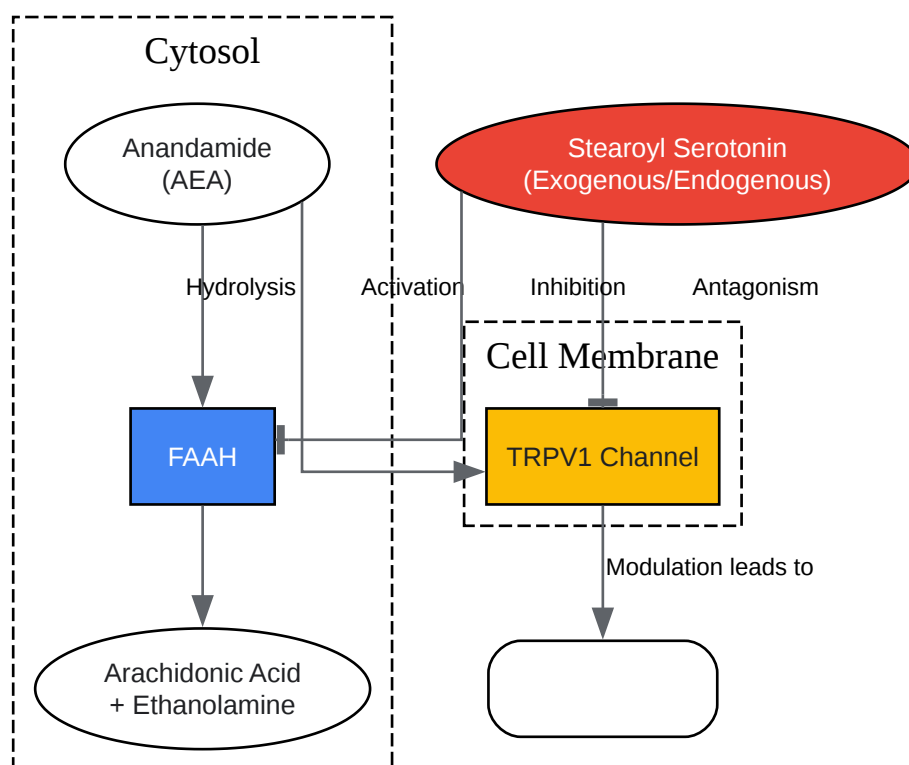 Cytosol
Anandamide
(AEA)
Stearoyl Serotonin
(Exogenous/Endogenous)
Hydrolysis
Activation
Inhibition
Antagonism
Cell Membrane
FAAH
TRPV1 Channel
Modulation leads to
Arachidonic Acid
+ Ethanolamine